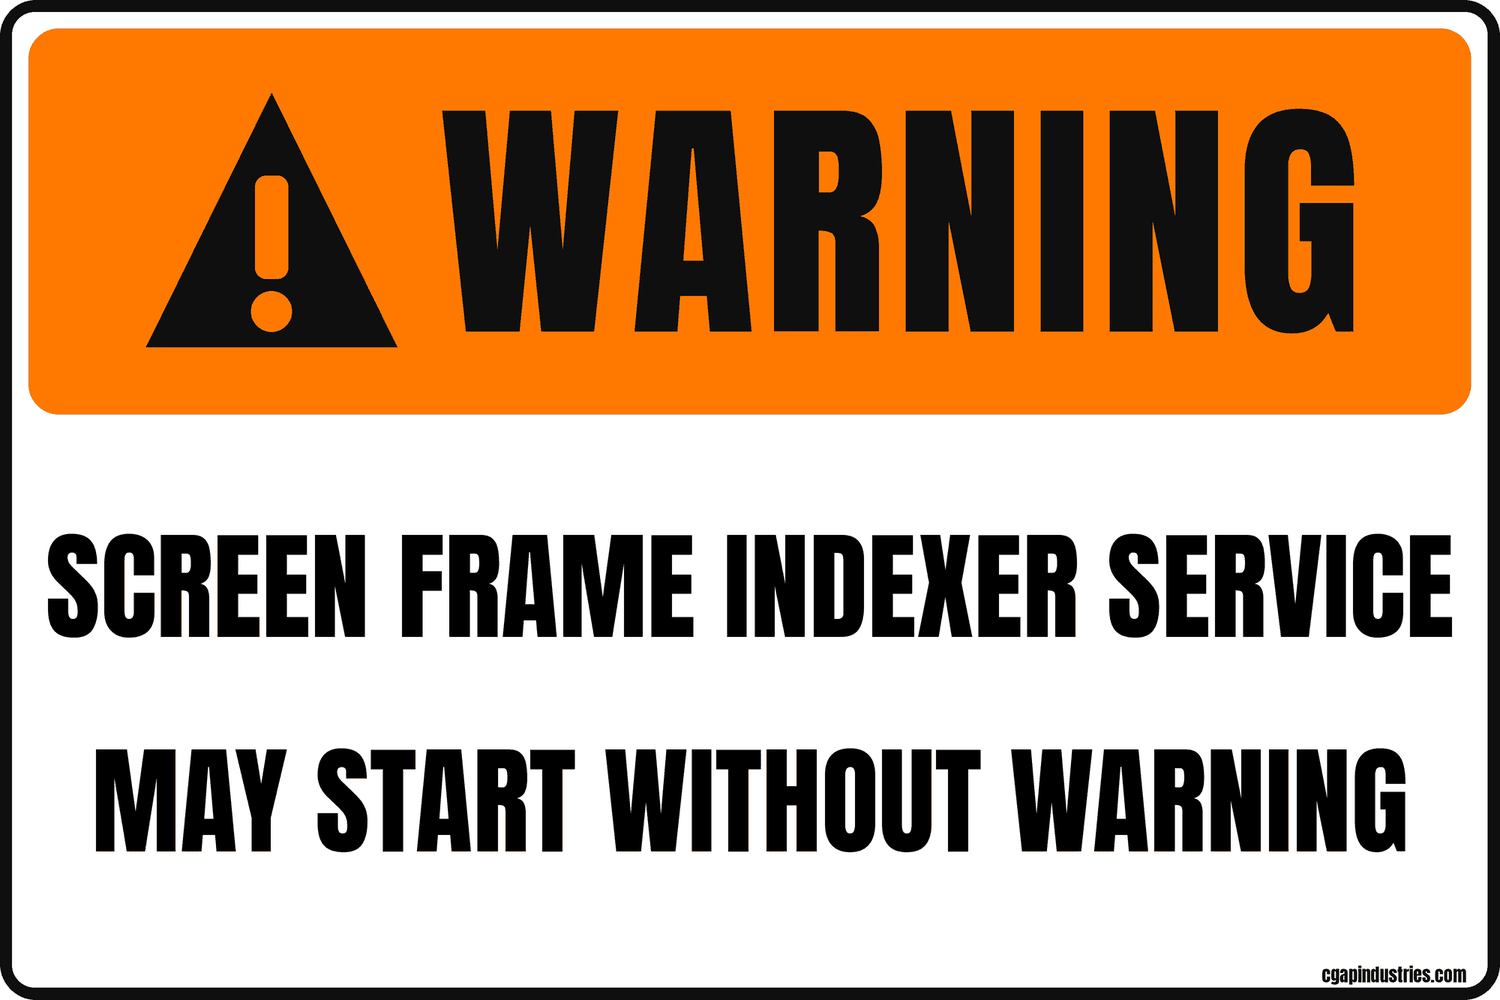 WARNING
SCREEN FRAME INDEXER SERVICE
MAY START WITHOUT WARNING
cgapindustries.com